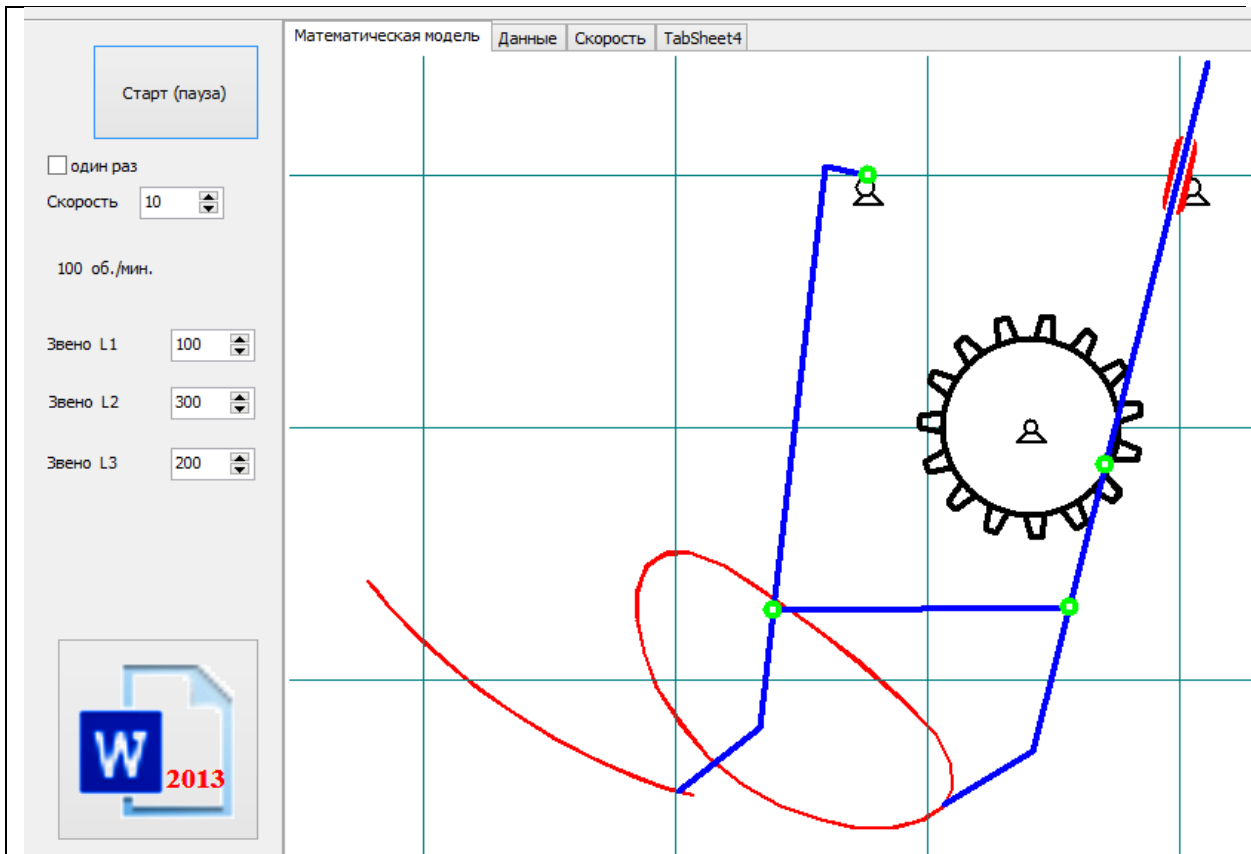 Математическая модель Данные Скорость TabSheet4
Старт (пауза)
один раз
Скорость 10
100 об./мин.
Звено L1 100
Звено L2 300
Звено L3 200
W
2013